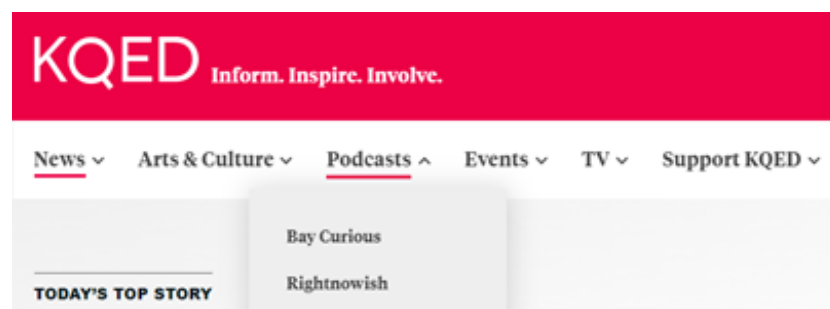 KQED Inform. Inspire. Involve.
News Arts & Culture Podcasts Events TV Support KQED
Bay Curious
Rightnowish
TODAY'S TOP STORY